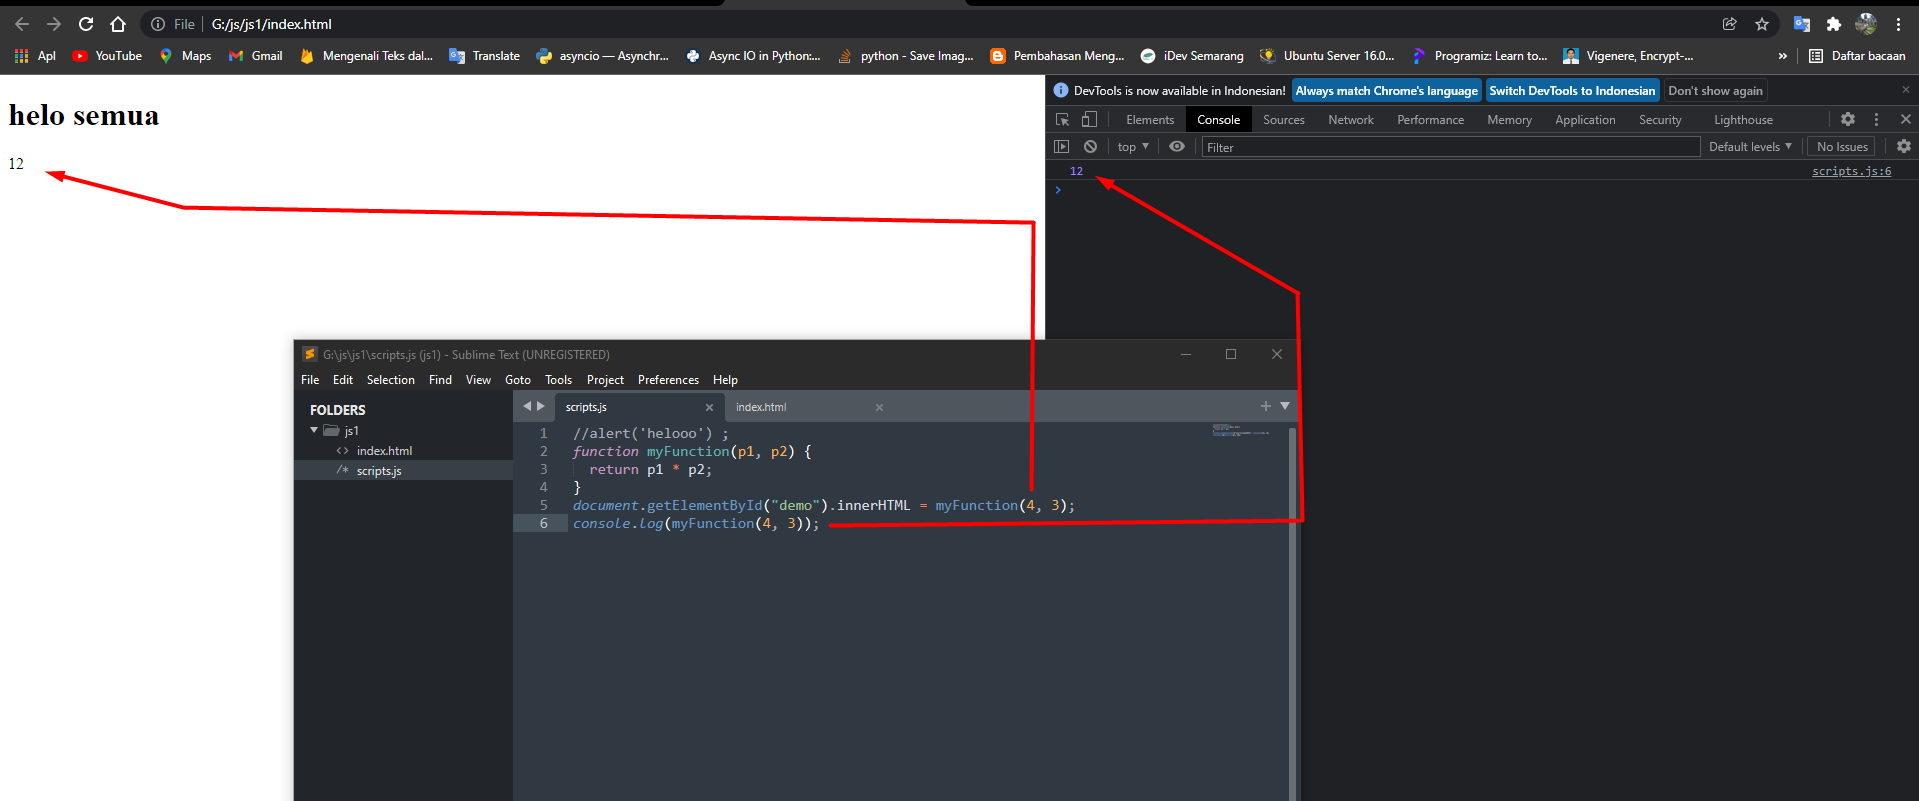 File G:/js/js1/index.html
Apl YouTube Maps Gmail Mengenali Teks dal... Translate asyncio — Asynchr... Async IO in Python:... python - Save Imag... Pembahasan Meng... iDev Semarang Ubuntu Server 16.0... Programiz: Learn to... Vigenere, Encrypt-... » Daftar bacaan
helo semua
12
DevTools is now available in Indonesian! Always match Chrome's language Switch DevTools to Indonesian Don't show again
Elements Console Sources Network Performance Memory Application Security Lighthouse
top Filter Default levels No Issues
12 scripts.js:6
G:\js\js1\scripts.js (js1) - Sublime Text (UNREGISTERED)
File Edit Selection Find View Goto Tools Project Preferences Help
FOLDERS
js1
<> index.html
/* scripts.js
scripts.js index.html
1 //alert('helooo') ;
2 function myFunction(p1, p2) {
3 return p1 * p2;
4 }
5 document.getElementById("demo").innerHTML = myFunction(4, 3);
6 console.log(myFunction(4, 3));